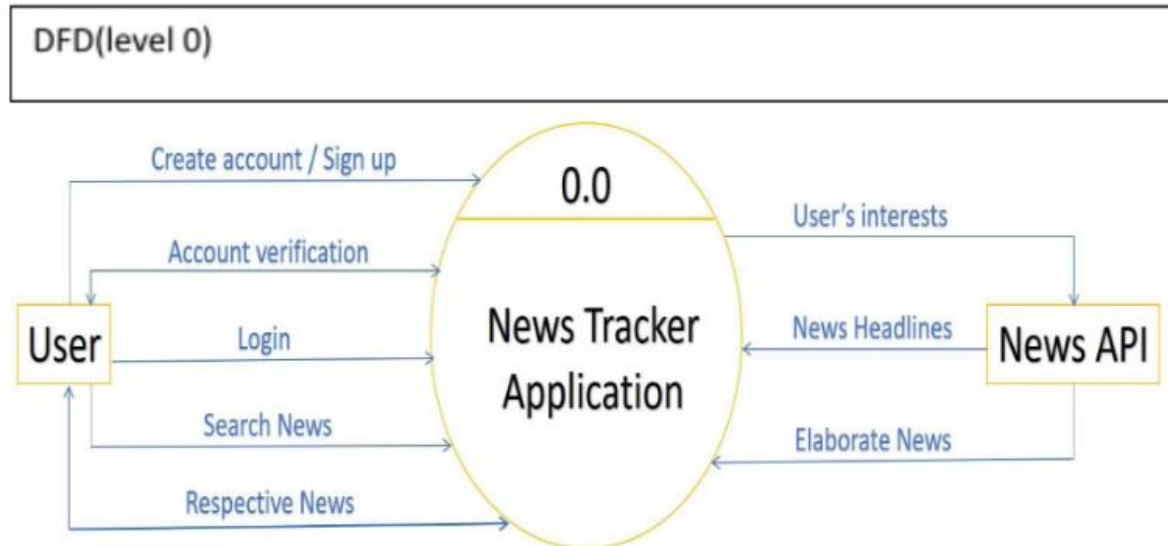 DFD(level 0)
Create account / Sign up
0.0
User's interests
Account verification
User
Login
News Tracker
Application
News Headlines
News API
Search News
Elaborate News
Respective News